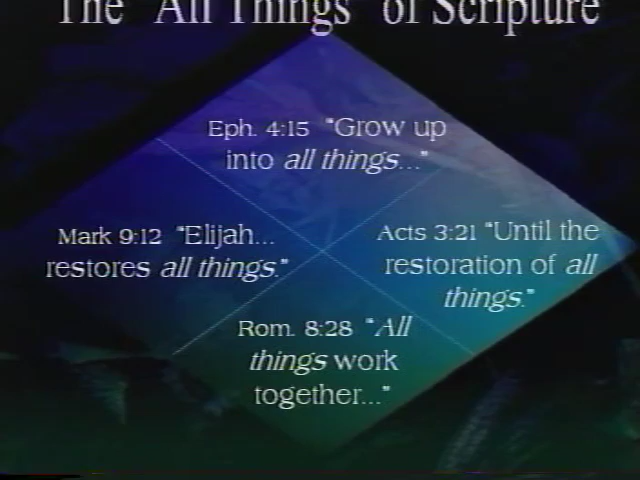 The "All Things" of Scripture
Eph. 4:15 "Grow up
into all things..."
Mark 9:12 "Elijah...
restores all things."
Acts 3:21 "Until the
restoration of all
things."
Rom. 8:28 "All
things work
together..."